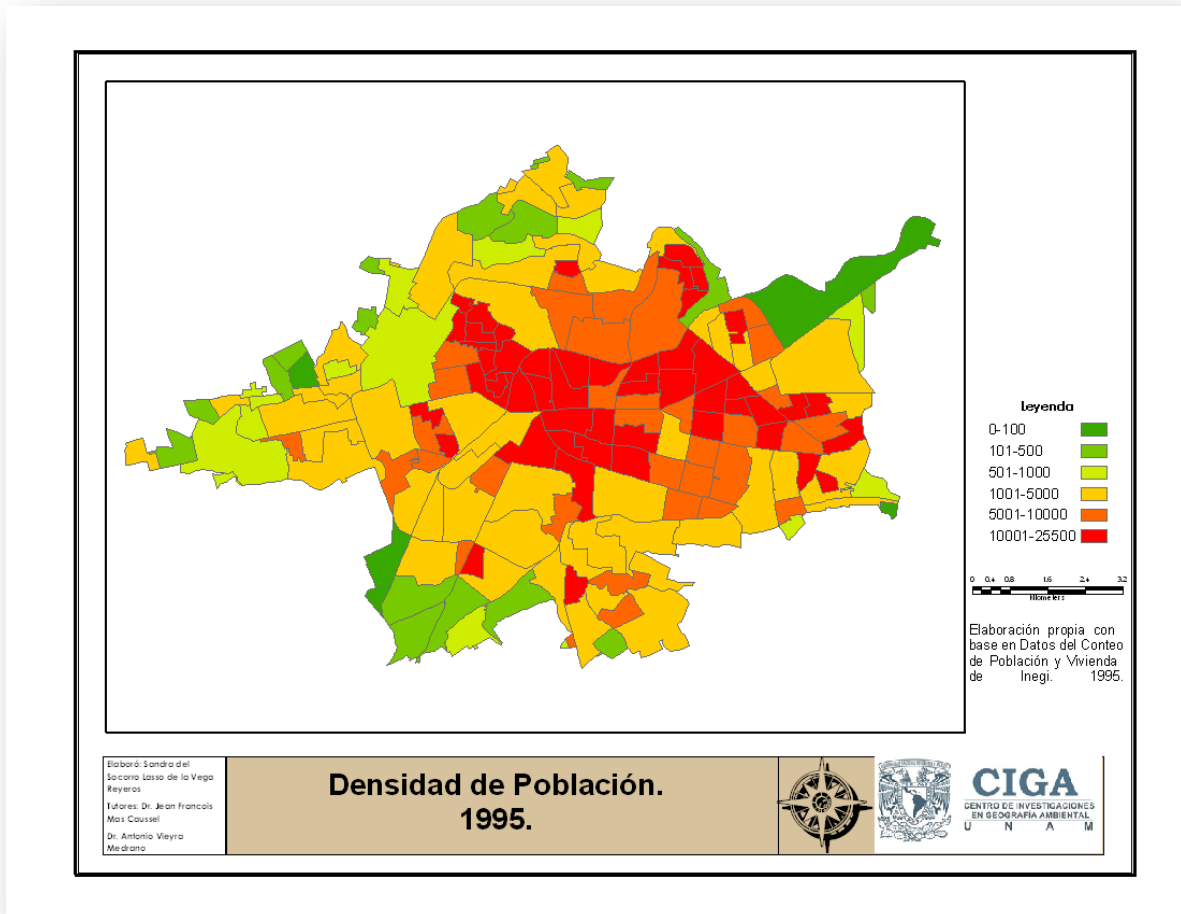 Leyenda
0-100
101-500
501-1000
1001-5000
5001-10000
10001-25500
0 0.4 0.8 1.6 2.4 3.2
Kilometers
Elaboración propia con
base en Datos del Conteo
de Población y Vivienda
de Inegi. 1995.
Elaboró: Sandra del
Socorro Lasso de la Vega
Reyeros
Tutores: Dr. Jean Francois
Mas Caussel
Dr. Antonio Vieyra
Medrano
Densidad de Población.
1995.
CIGA
CENTRO DE INVESTIGACIONES
EN GEOGRAFÍA AMBIENTAL
U N A M